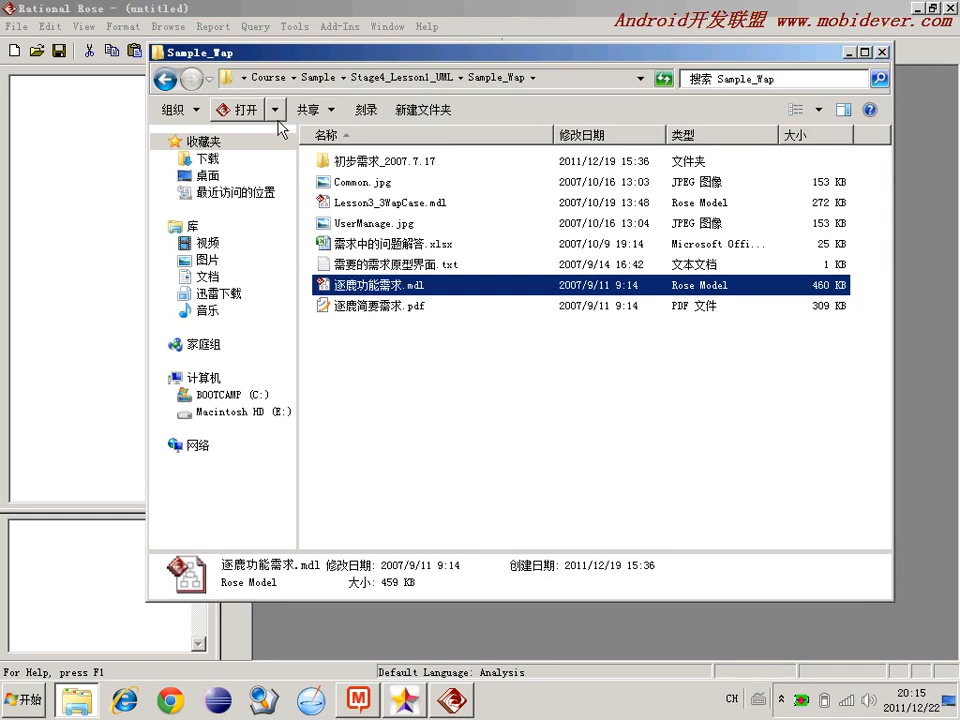 Rational Rose - (untitled)
File Edit View Format Browse Report Query Tools Add-Ins Window Help
Android开发联盟 www.mobidever.com
Sample_Wap
Course Sample Stage4_Lesson1_UML Sample_Wap
搜索 Sample_Wap
组织 打开 共享 刻录 新建文件夹
名称 修改日期 类型 大小
收藏夹
下载
桌面
最近访问的位置
库
视频
图片
文档
迅雷下载
音乐
家庭组
计算机
BOOTCAMP (C:)
Macintosh HD (E:)
网络
初步需求_2007.7.17 2011/12/19 15:36 文件夹
Common.jpg 2007/10/16 13:03 JPEG 图像 153 KB
Lesson3_3WapCase.mdl 2007/10/19 13:48 Rose Model 272 KB
UserManage.jpg 2007/10/16 13:04 JPEG 图像 153 KB
需求中的问题解答.xlsx 2007/10/9 19:14 Microsoft Offi... 25 KB
需要的需求原型界面.txt 2007/9/14 16:42 文本文档 1 KB
逐鹿功能需求.mdl 2007/9/11 9:14 Rose Model 460 KB
逐鹿简要需求.pdf 2007/9/11 9:14 PDF 文件 309 KB
逐鹿功能需求.mdl 修改日期: 2007/9/11 9:14 创建日期: 2011/12/19 15:36
Rose Model 大小: 459 KB
For Help, press F1 Default Language: Analysis
开始 CH 20:15
2011/12/22